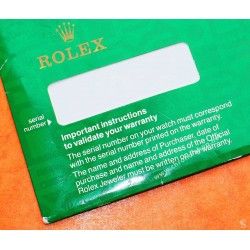 ROLEX
serial
number
Important instructions
to validate your warranty
The serial number on your watch must correspond
with the serial number printed on the warranty.
The name and address of Purchaser, date of
purchase and name and address of the Official
Rolex Jeweler must be written on the warranty.